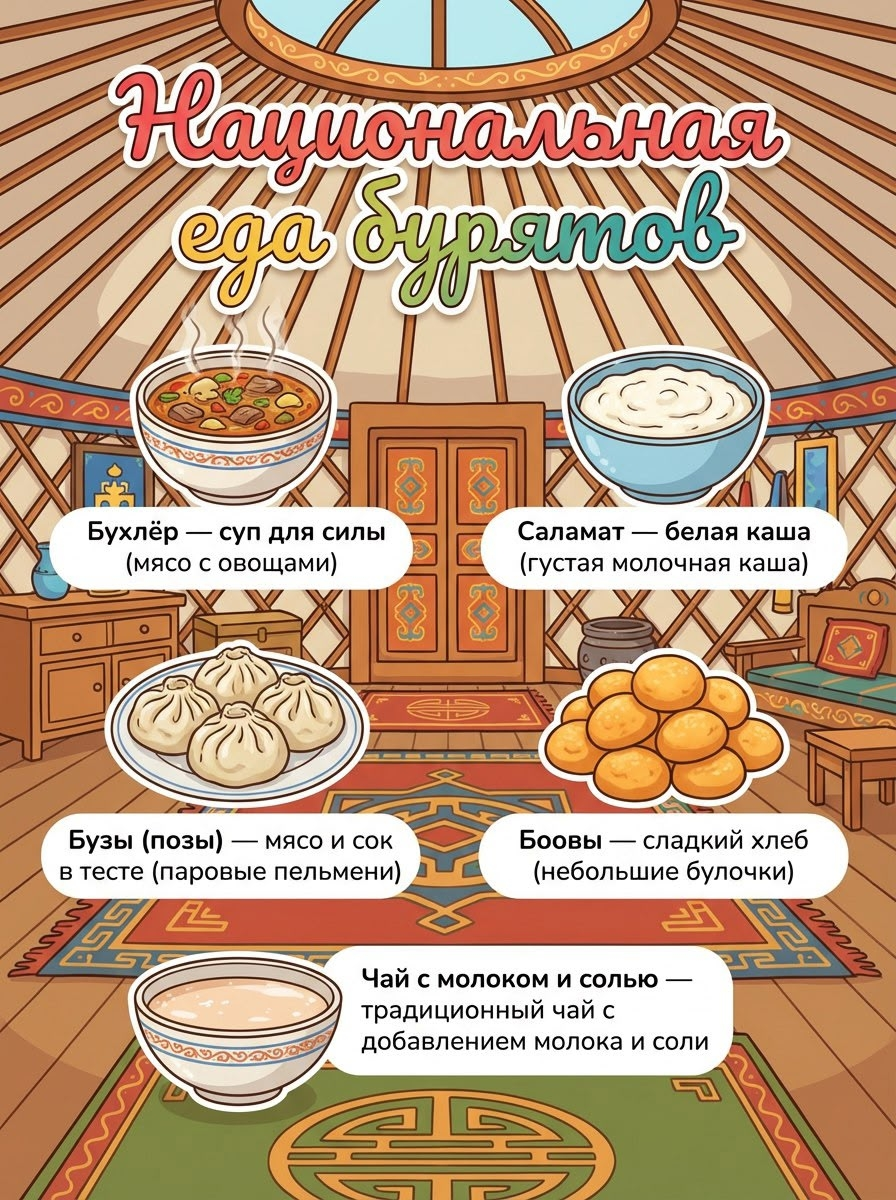 Национальная
еда бурятов
Бухлёр — суп для силы
(мясо с овощами)
Саламат — белая каша
(густая молочная каша)
Бузы (позы) — мясо и сок
в тесте (паровые пельмени)
Боовы — сладкий хлеб
(небольшие булочки)
Чай с молоком и солью —
традиционный чай с
добавлением молока и соли